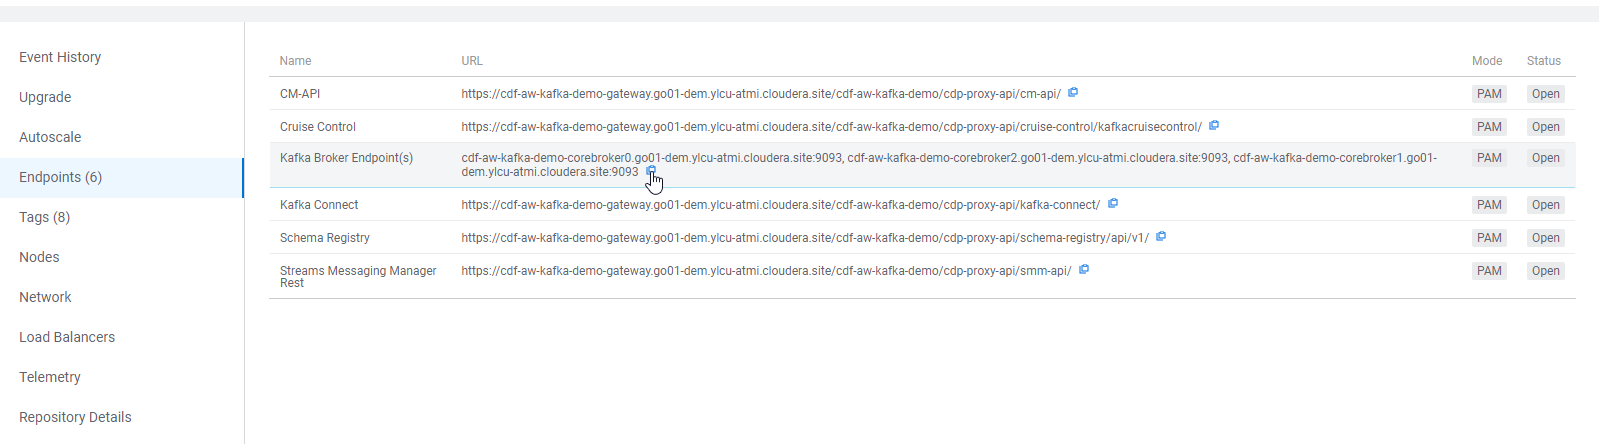 Event History
Upgrade
Autoscale
Endpoints (6)
Tags (8)
Nodes
Network
Load Balancers
Telemetry
Repository Details
Name URL Mode Status
CM-API https://cdf-aw-kafka-demo-gateway.go01-dem.ylcu-atmi.cloudera.site/cdf-aw-kafka-demo/cdp-proxy-api/cm-api/ PAM Open
Cruise Control https://cdf-aw-kafka-demo-gateway.go01-dem.ylcu-atmi.cloudera.site/cdf-aw-kafka-demo/cdp-proxy-api/cruise-control/kafkacruisecontrol/ PAM Open
Kafka Broker Endpoint(s) cdf-aw-kafka-demo-corebroker0.go01-dem.ylcu-atmi.cloudera.site:9093, cdf-aw-kafka-demo-corebroker2.go01-dem.ylcu-atmi.cloudera.site:9093, cdf-aw-kafka-demo-corebroker1.go01- PAM Open
dem.ylcu-atmi.cloudera.site:9093
Kafka Connect https://cdf-aw-kafka-demo-gateway.go01-dem.ylcu-atmi.cloudera.site/cdf-aw-kafka-demo/cdp-proxy-api/kafka-connect/ PAM Open
Schema Registry https://cdf-aw-kafka-demo-gateway.go01-dem.ylcu-atmi.cloudera.site/cdf-aw-kafka-demo/cdp-proxy-api/schema-registry/api/v1/ PAM Open
Streams Messaging Manager https://cdf-aw-kafka-demo-gateway.go01-dem.ylcu-atmi.cloudera.site/cdf-aw-kafka-demo/cdp-proxy-api/smm-api/ PAM Open
Rest